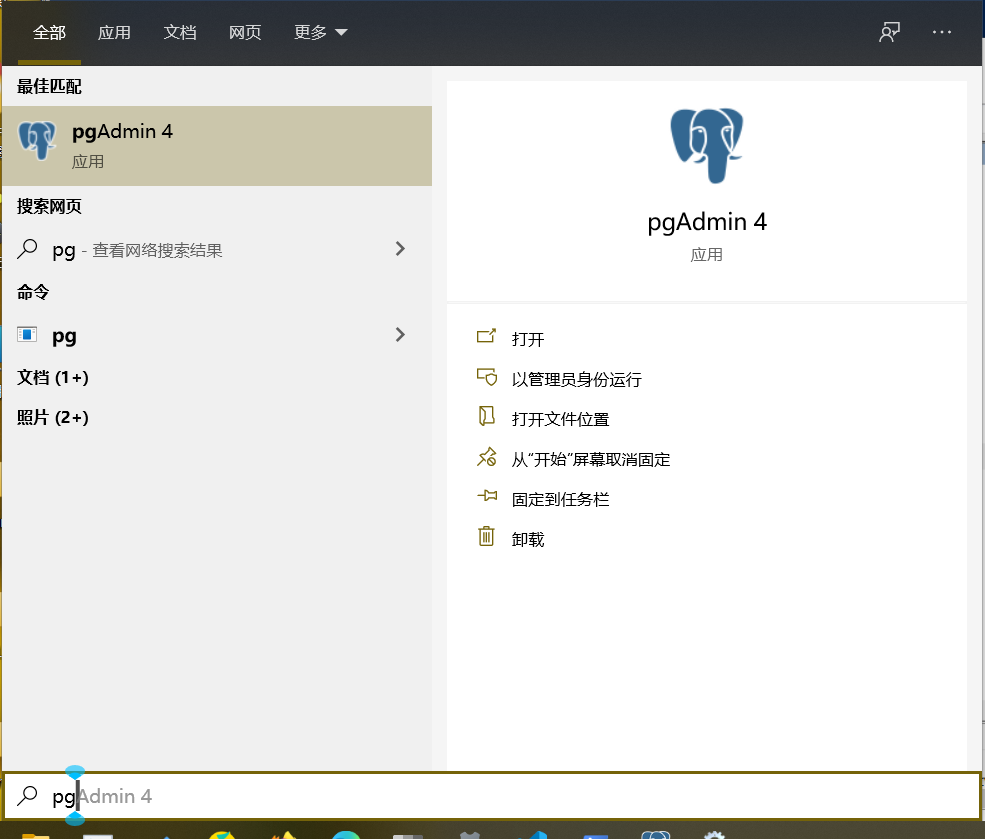 全部 应用 文档 网页 更多
最佳匹配
pgAdmin 4
应用
搜索网页
pg - 查看网络搜索结果
命令
pg
文档 (1+)
照片 (2+)
pgAdmin 4
应用
打开
以管理员身份运行
打开文件位置
从“开始”屏幕取消固定
固定到任务栏
卸载
pgAdmin 4